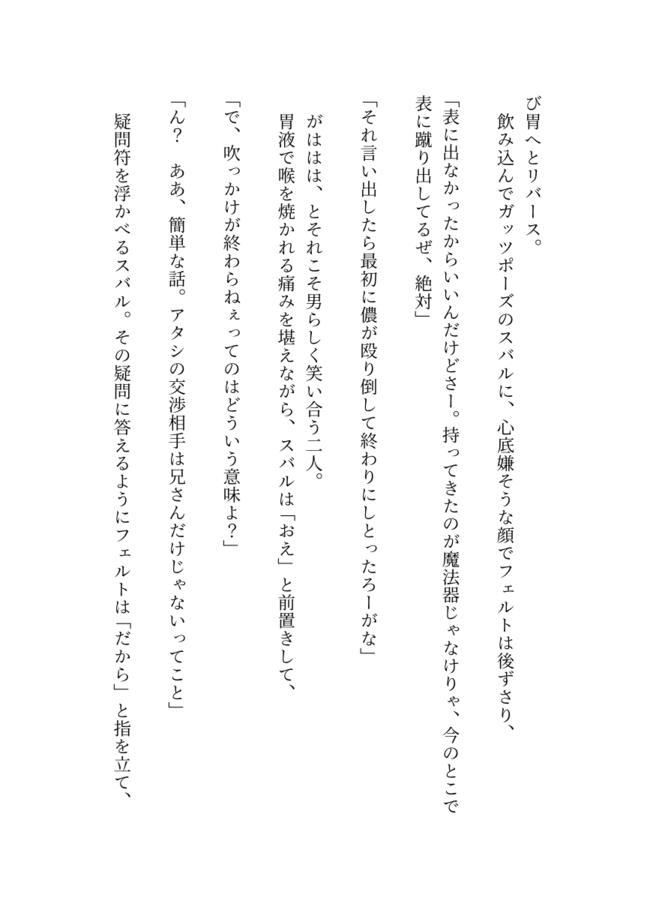 び胃へとリバース。
飲み込んでガッツポーズのスバルに、心底嫌そうな顔でフェルトは後ずさり、
「表に出なかったからいいんだけどさー。持ってきたのが魔法器じゃなけりゃ、今のとこで
表に蹴り出してるぜ、絶対」
「それ言い出したら最初に儂が殴り倒して終わりにしとったろーがな」
がははは、とそれこそ男らしく笑い合う二人。
胃液で喉を焼かれる痛みを堪えながら、スバルは「おえ」と前置きして、
「で、吹っかけが終わらねぇってのはどういう意味よ？」
「ん？　ああ、簡単な話。アタシの交渉相手は兄さんだけじゃないってこと」
疑問符を浮かべるスバル。その疑問に答えるようにフェルトは「だから」と指を立て、